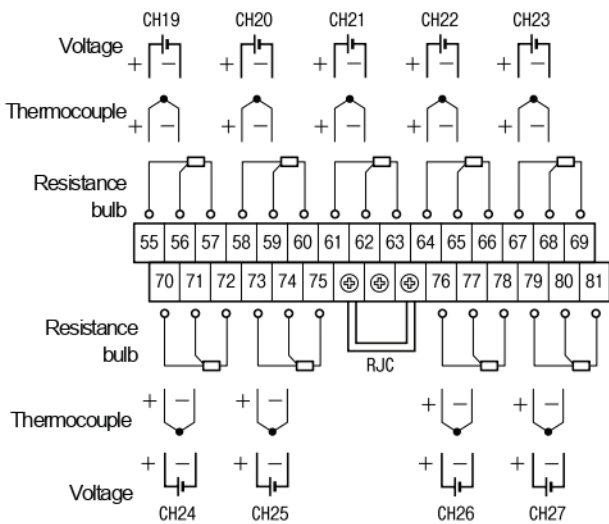 CH19 CH20 CH21 CH22 CH23
Voltage
+ − + − + − + − + −
Thermocouple
+ − + − + − + − + −
Resistance
bulb
55 56 57 58 59 60 61 62 63 64 65 66 67 68 69
70 71 72 73 74 75 76 77 78 79 80 81
Resistance
bulb
RJC
Thermocouple
+ − + − + − + −
Voltage
+ − + − + − + −
CH24 CH25 CH26 CH27